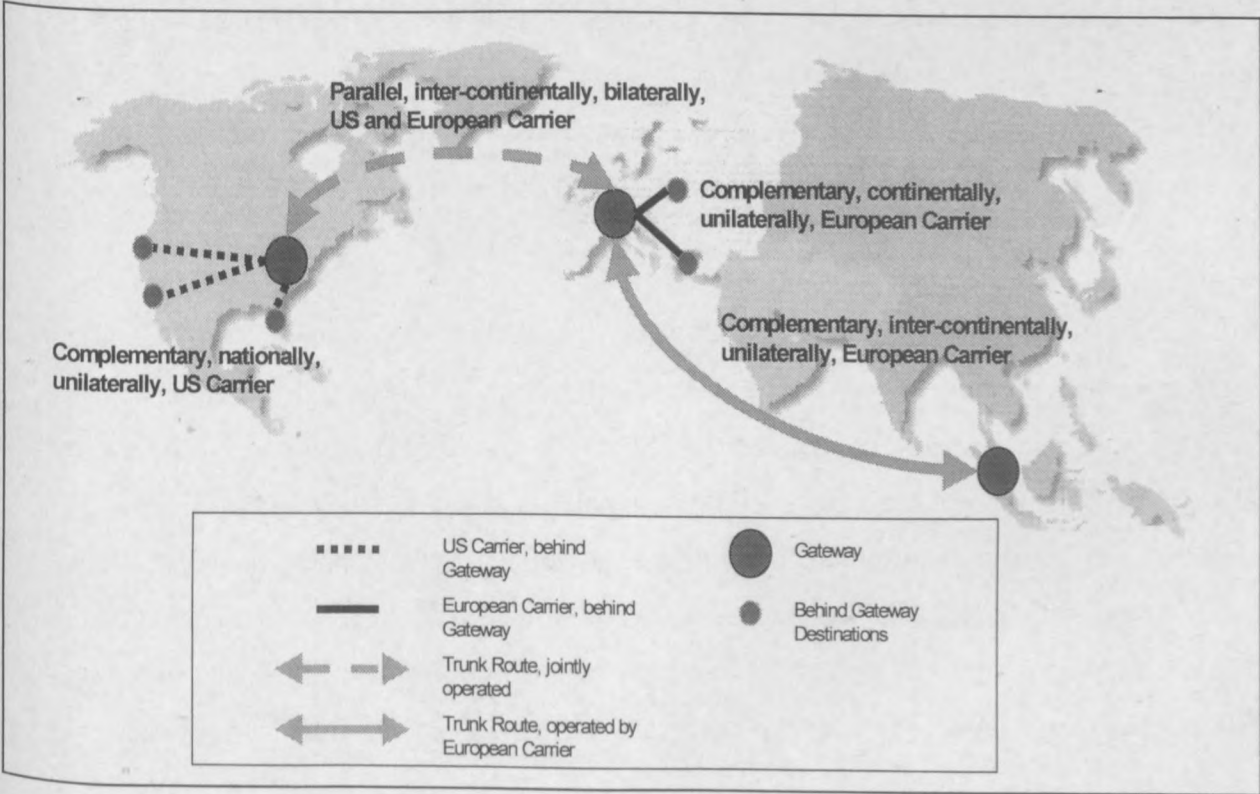 Parallel, inter-continentally, bilaterally,
US and European Carrier
Complementary, continentally,
unilaterally, European Carrier
Complementary, inter-continentally,
unilaterally, European Carrier
Complementary, nationally,
unilaterally, US Carrier
US Carrier, behind
Gateway
European Carrier, behind
Gateway
Trunk Route, jointly
operated
Trunk Route, operated by
European Carrier
Gateway
Behind Gateway
Destinations